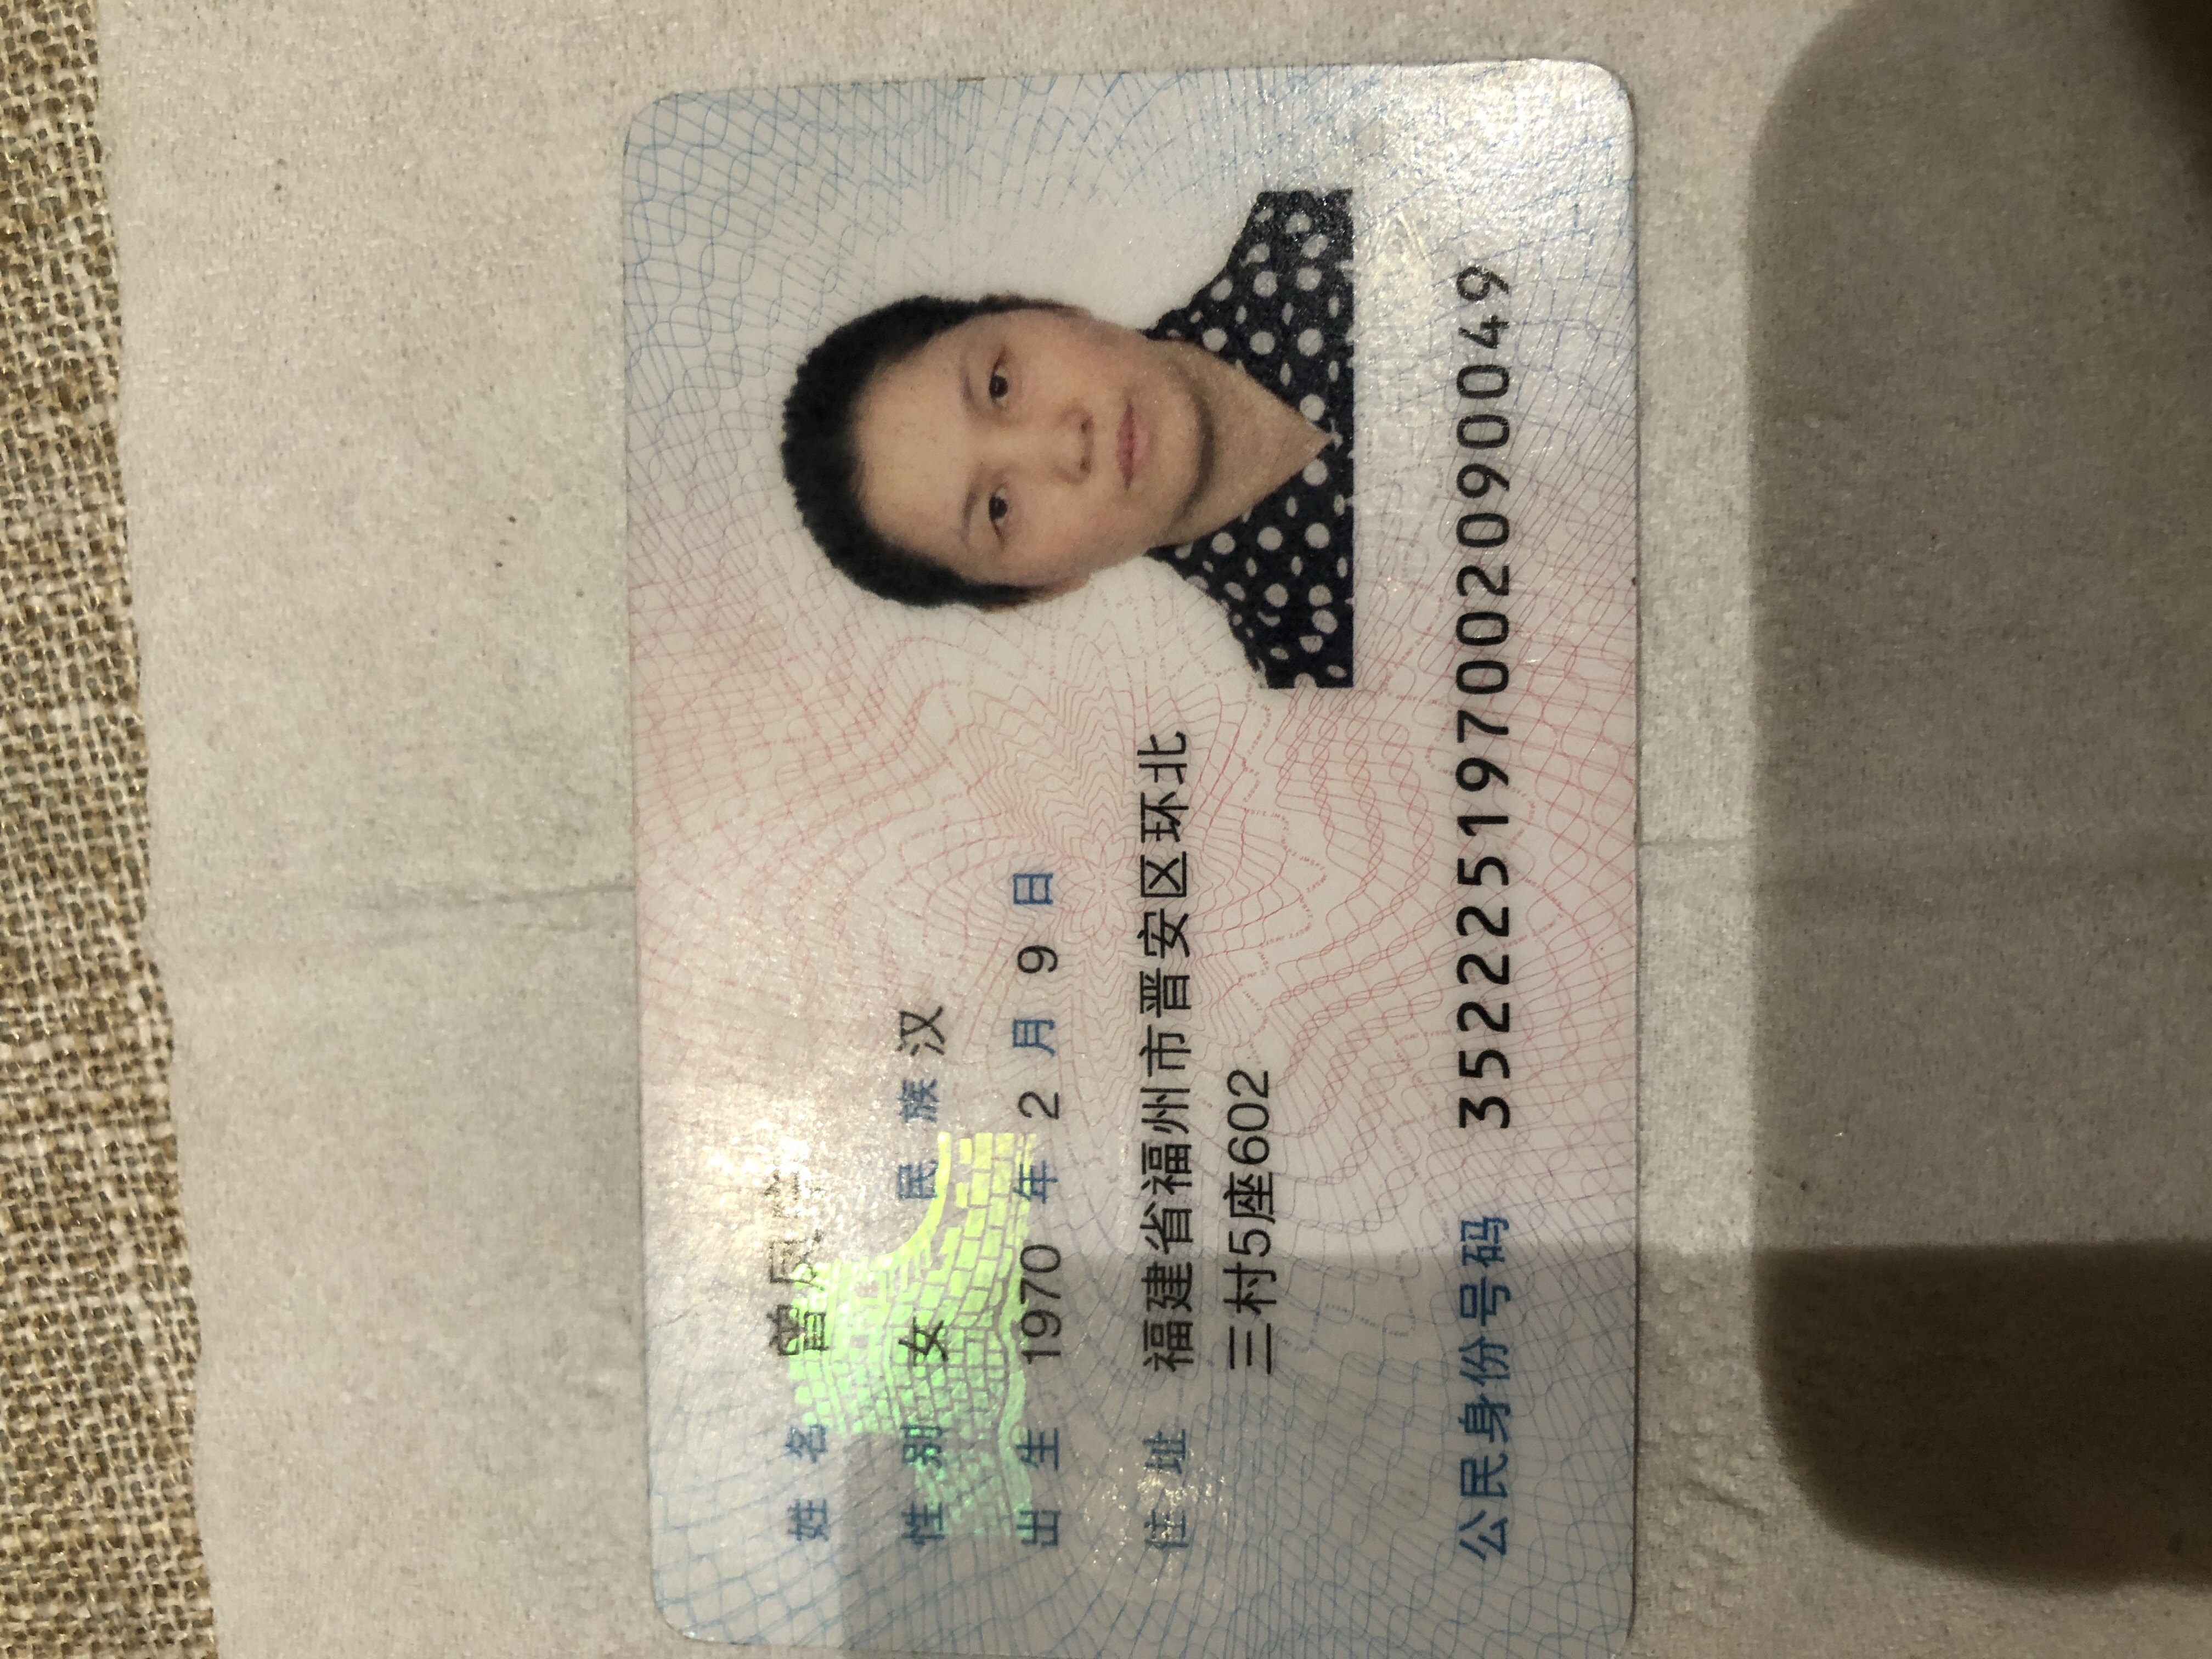 姓名 曾凤
性别 女 民族 汉
出生 1970 年 2 月 9 日
住址 福建省福州市晋安区环北
三村5座602
公民身份号码 352225197002090049